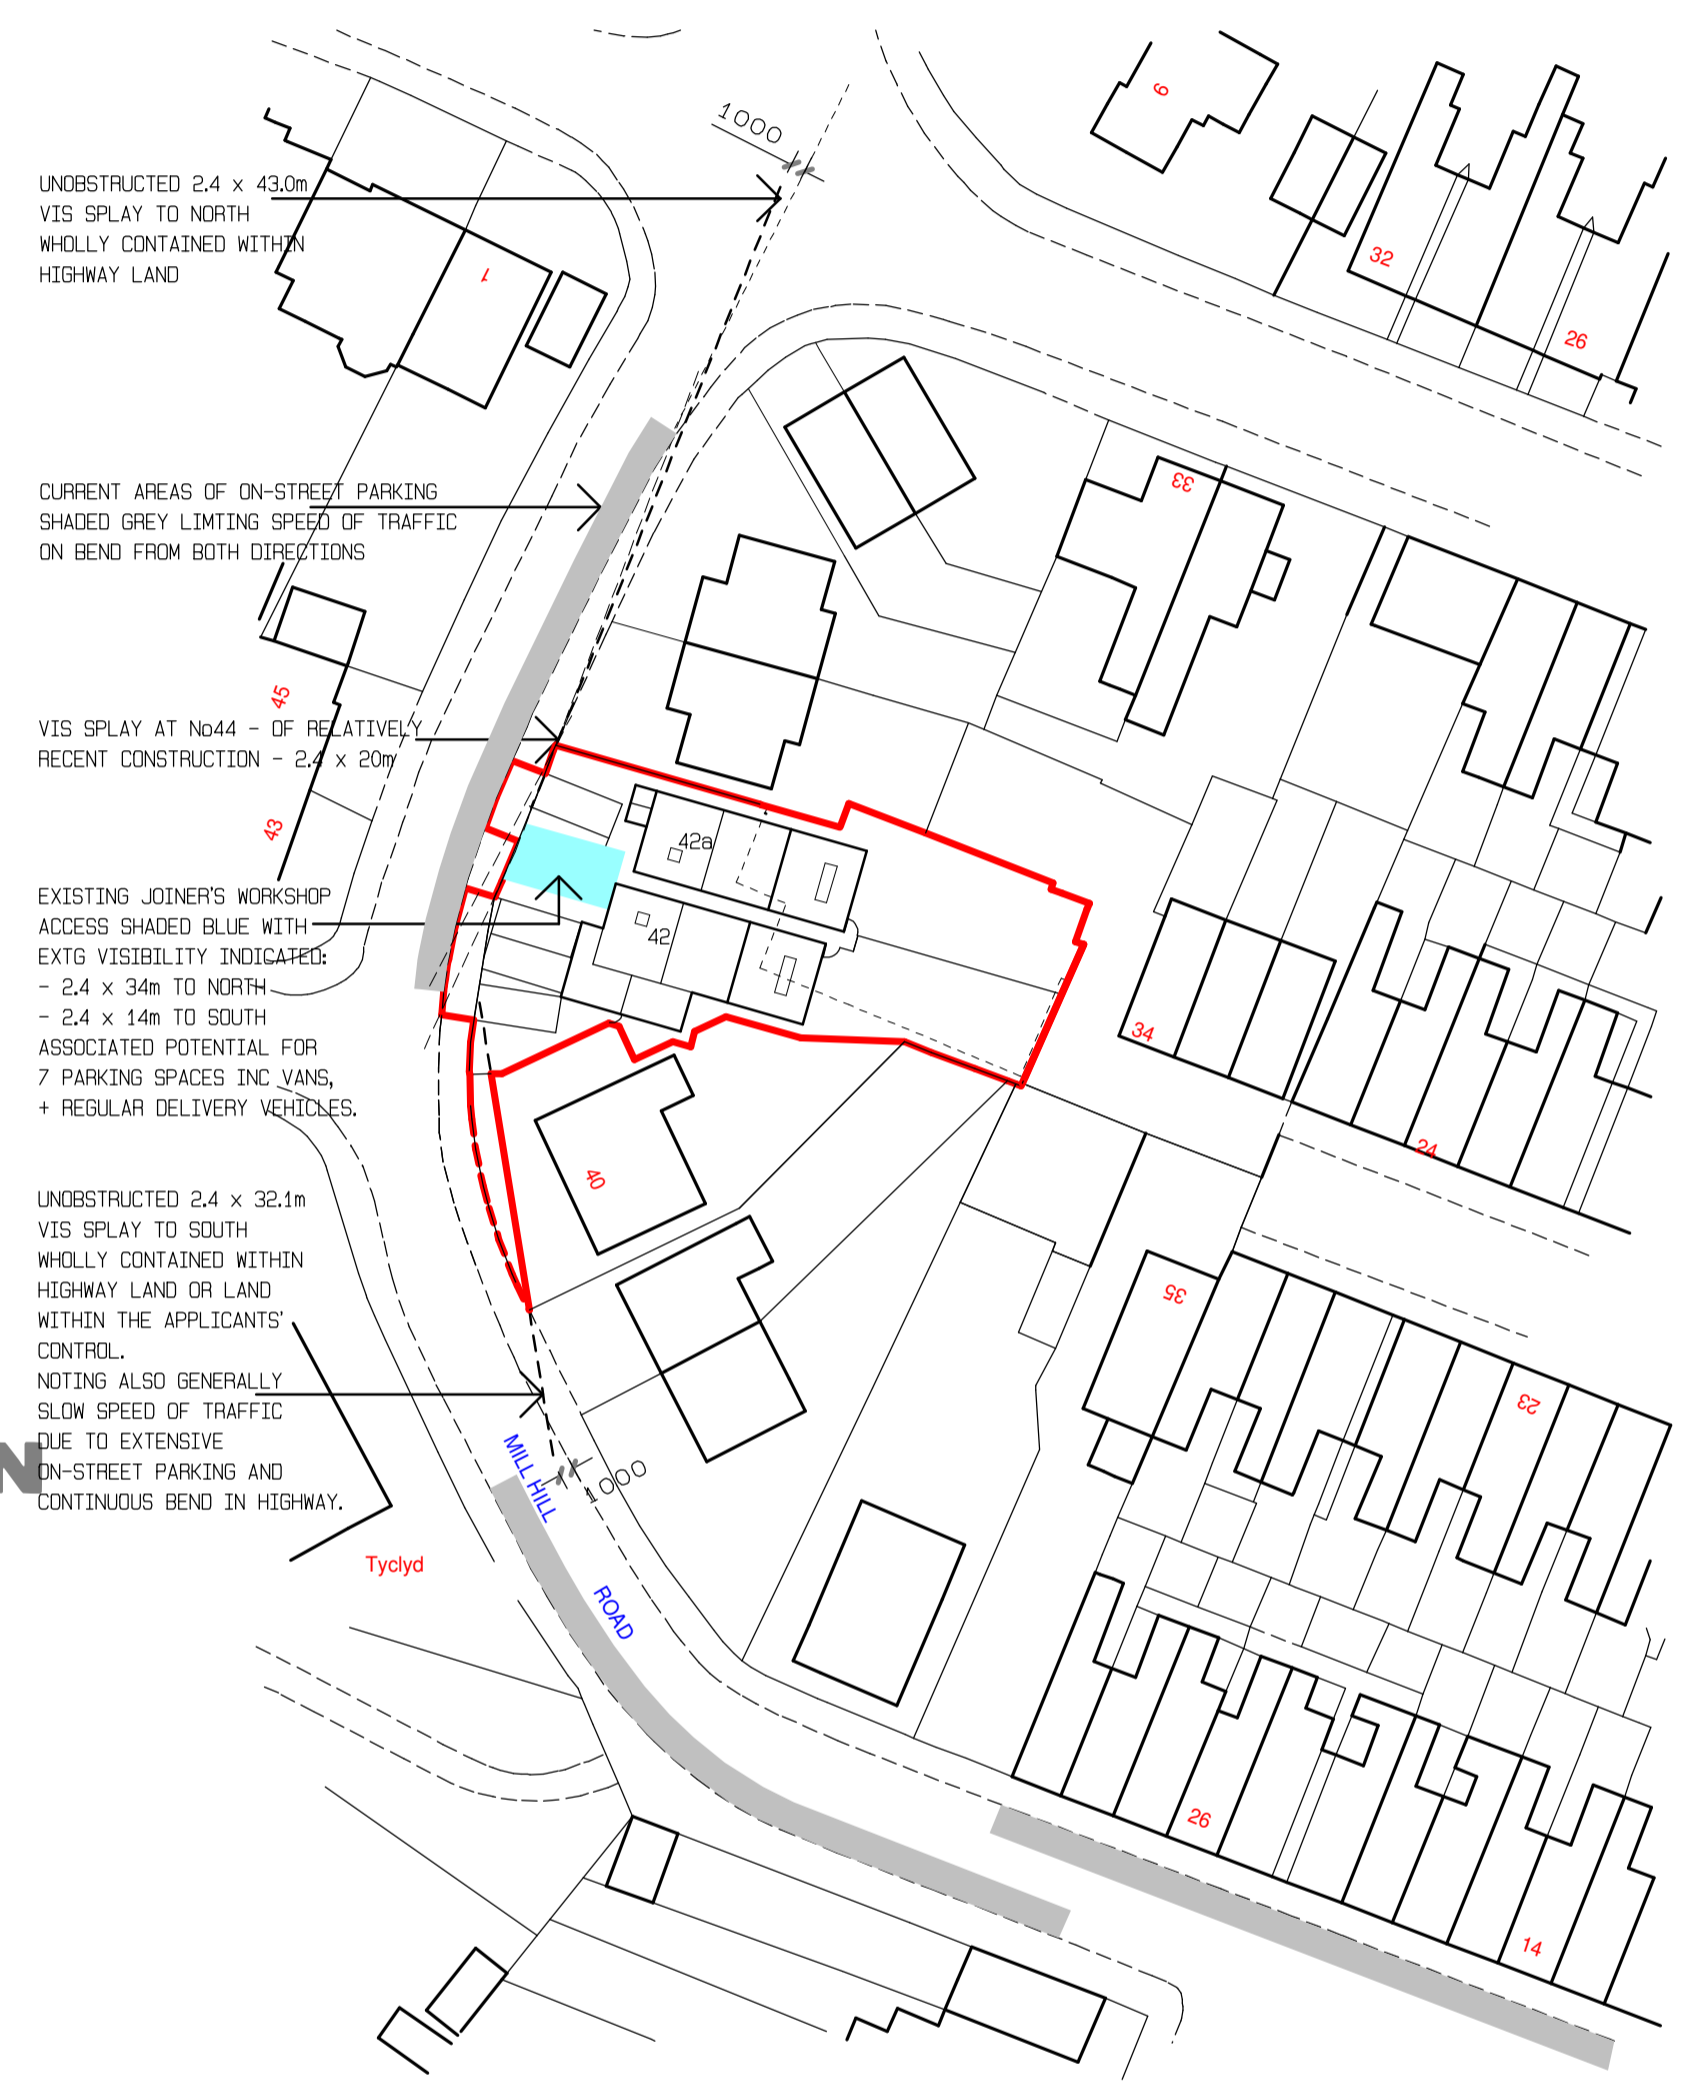 1000
9
UNOBSTRUCTED 2.4 x 43.0m
VIS SPLAY TO NORTH
WHOLLY CONTAINED WITHIN
HIGHWAY LAND
1
32
26
CURRENT AREAS OF ON-STREET PARKING
SHADED GREY LIMTING SPEED OF TRAFFIC
ON BEND FROM BOTH DIRECTIONS
33
45
VIS SPLAY AT No44 - OF RELATIVELY
RECENT CONSTRUCTION - 2.4 x 20m
43
42a
EXISTING JOINER'S WORKSHOP
ACCESS SHADED BLUE WITH
EXTG VISIBILITY INDICATED:
- 2.4 x 34m TO NORTH
- 2.4 x 14m TO SOUTH
ASSOCIATED POTENTIAL FOR
7 PARKING SPACES INC VANS,
+ REGULAR DELIVERY VEHICLES.
42
34
24
40
UNOBSTRUCTED 2.4 x 32.1m
VIS SPLAY TO SOUTH
WHOLLY CONTAINED WITHIN
HIGHWAY LAND OR LAND
WITHIN THE APPLICANTS'
CONTROL.
NOTING ALSO GENERALLY
SLOW SPEED OF TRAFFIC
DUE TO EXTENSIVE
ON-STREET PARKING AND
CONTINUOUS BEND IN HIGHWAY.
N
35
23
MILL HILL
1000
ROAD
Tyclyd
26
14